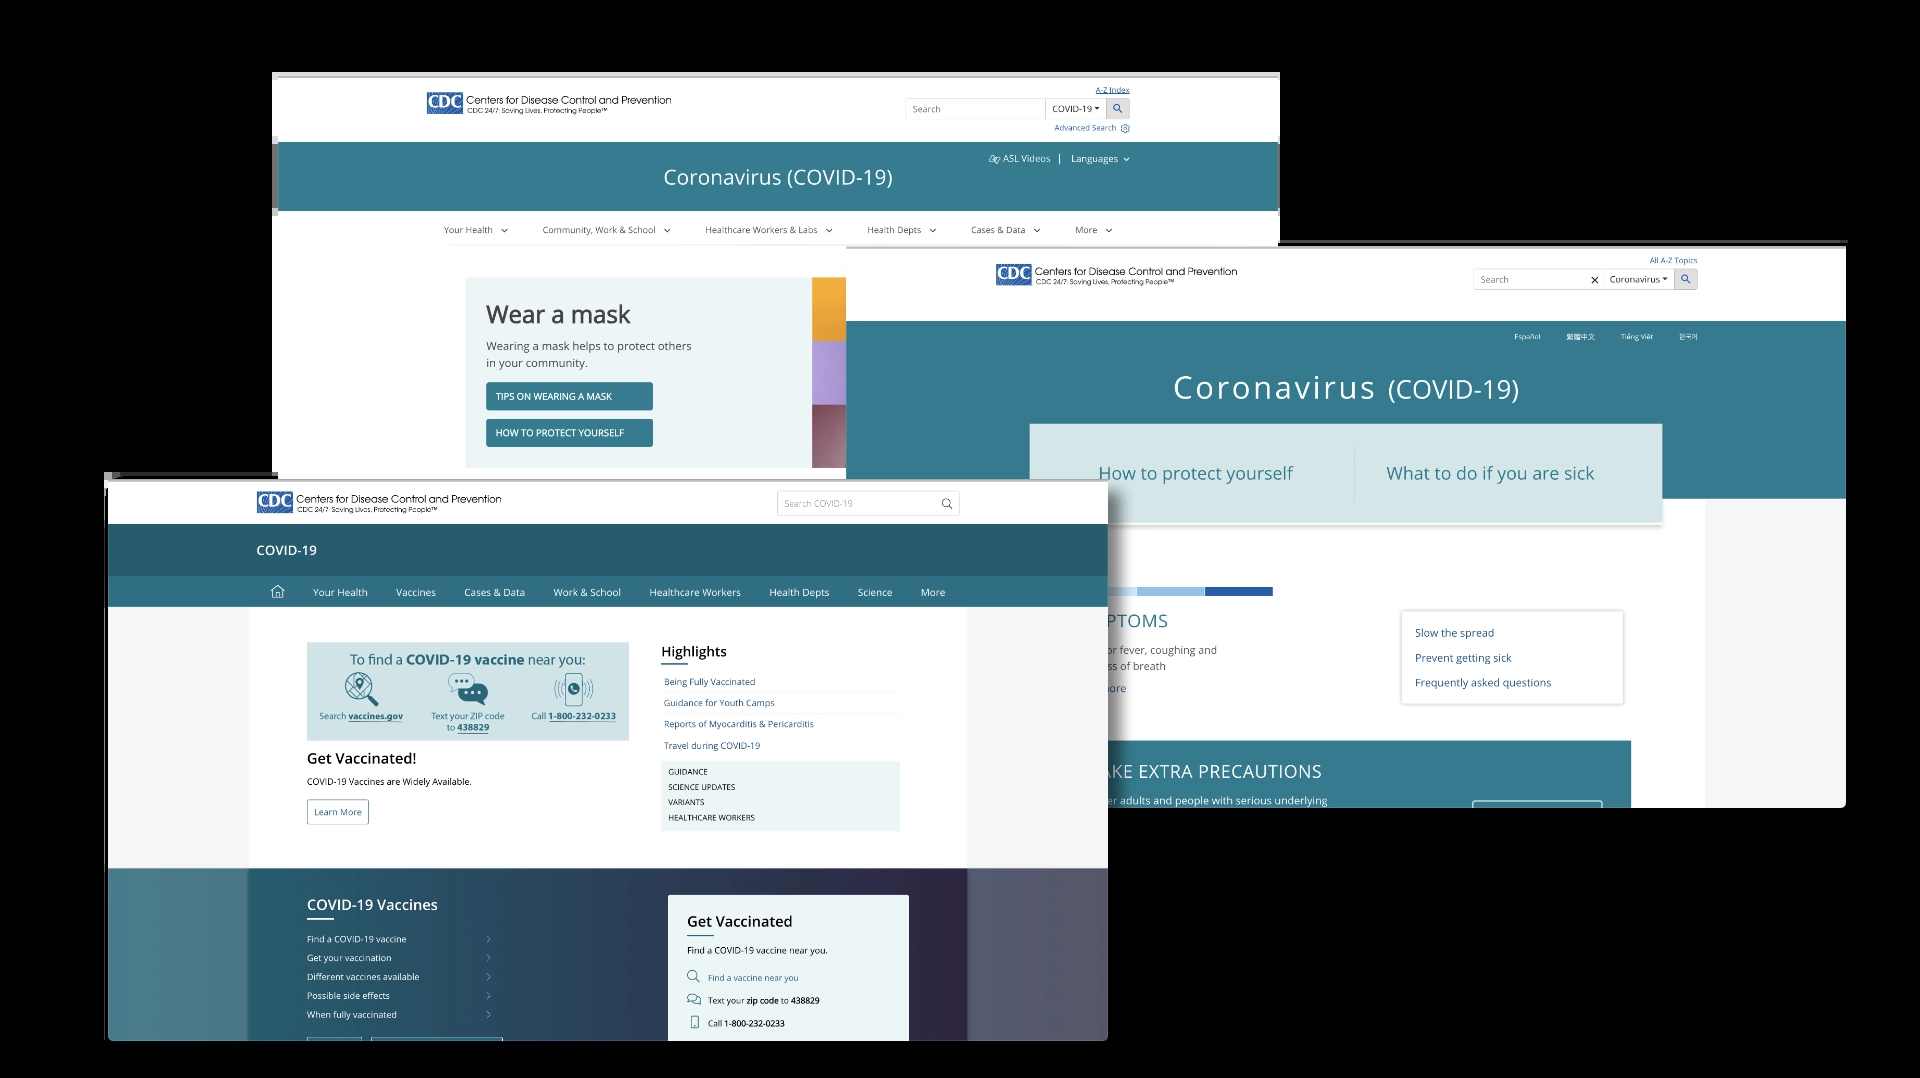 CDC Centers for Disease Control and Prevention
CDC 24/7: Saving Lives, Protecting People™
A-Z Index
Search
COVID-19
Advanced Search
ASL Videos | Languages
Coronavirus (COVID-19)
Your Health
Community, Work & School
Healthcare Workers & Labs
Health Depts
Cases & Data
More
Wear a mask
Wearing a mask helps to protect others
in your community.
TIPS ON WEARING A MASK
HOW TO PROTECT YOURSELF
CDC Centers for Disease Control and Prevention
CDC 24/7: Saving Lives, Protecting People™
All A-Z Topics
Search
Coronavirus
Español
繁體中文
Tiếng Việt
한국어
Coronavirus (COVID-19)
How to protect yourself
What to do if you are sick
PTOMS
or fever, coughing and
ss of breath
ore
Slow the spread
Prevent getting sick
Frequently asked questions
AKE EXTRA PRECAUTIONS
er adults and people with serious underlying
CDC Centers for Disease Control and Prevention
CDC 24/7: Saving Lives, Protecting People™
Search COVID-19
COVID-19
Your Health
Vaccines
Cases & Data
Work & School
Healthcare Workers
Health Depts
Science
More
To find a COVID-19 vaccine near you:
Search vaccines.gov
Text your ZIP code
to 438829
Call 1-800-232-0233
Get Vaccinated!
COVID-19 Vaccines are Widely Available.
Learn More
Highlights
Being Fully Vaccinated
Guidance for Youth Camps
Reports of Myocarditis & Pericarditis
Travel during COVID-19
GUIDANCE
SCIENCE UPDATES
VARIANTS
HEALTHCARE WORKERS
COVID-19 Vaccines
Find a COVID-19 vaccine
Get your vaccination
Different vaccines available
Possible side effects
When fully vaccinated
Get Vaccinated
Find a COVID-19 vaccine near you.
Find a vaccine near you
Text your zip code to 438829
Call 1-800-232-0233